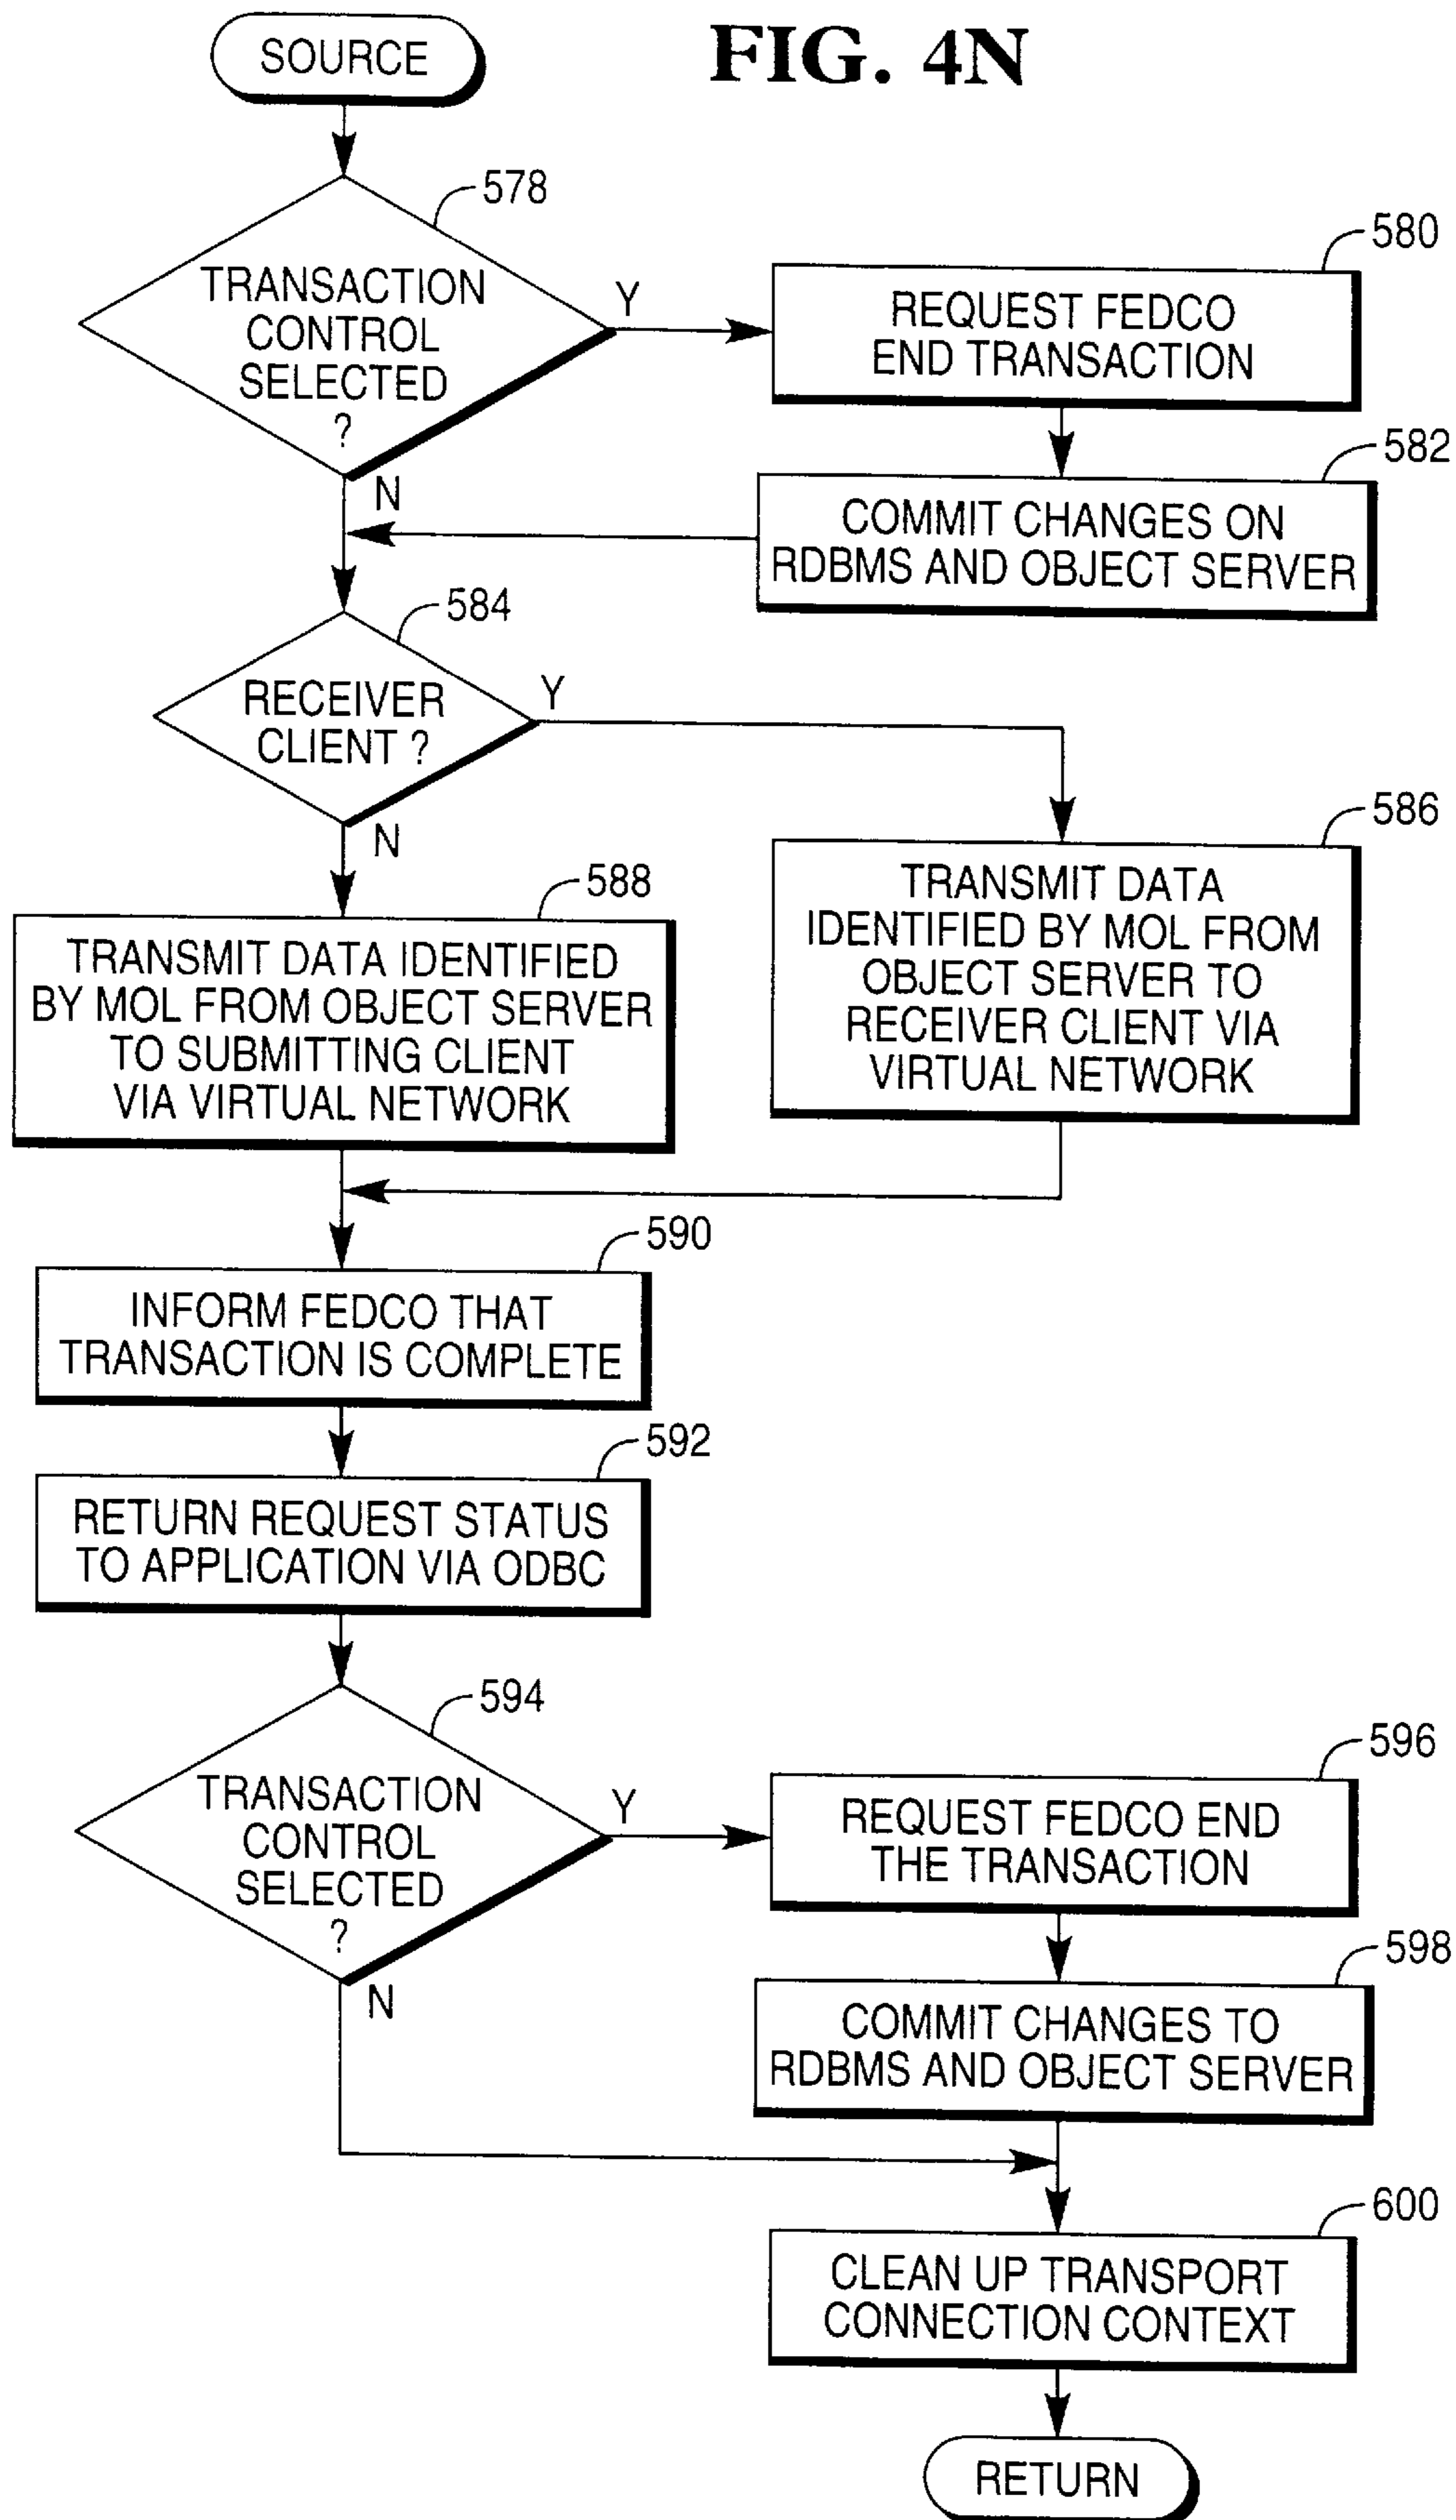 FIG. 4N
SOURCE
578
TRANSACTION
CONTROL
SELECTED
?
Y
N
580
REQUEST FEDCO
END TRANSACTION
582
COMMIT CHANGES ON
RDBMS AND OBJECT SERVER
584
RECEIVER
CLIENT ?
Y
N
586
TRANSMIT DATA
IDENTIFIED BY MOL FROM
OBJECT SERVER TO
RECEIVER CLIENT VIA
VIRTUAL NETWORK
588
TRANSMIT DATA IDENTIFIED
BY MOL FROM OBJECT SERVER
TO SUBMITTING CLIENT
VIA VIRTUAL NETWORK
590
INFORM FEDCO THAT
TRANSACTION IS COMPLETE
592
RETURN REQUEST STATUS
TO APPLICATION VIA ODBC
594
TRANSACTION
CONTROL
SELECTED
?
Y
N
596
REQUEST FEDCO END
THE TRANSACTION
598
COMMIT CHANGES TO
RDBMS AND OBJECT SERVER
600
CLEAN UP TRANSPORT
CONNECTION CONTEXT
RETURN